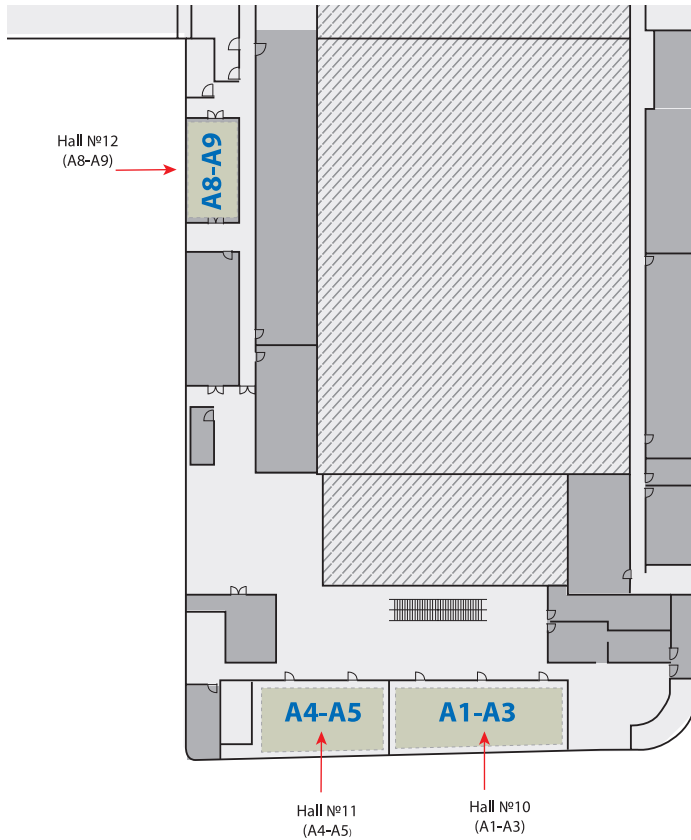 Hall №12
(A8-A9)
A8-A9
A4-A5
A1-A3
Hall №11
(A4-A5)
Hall №10
(A1-A3)